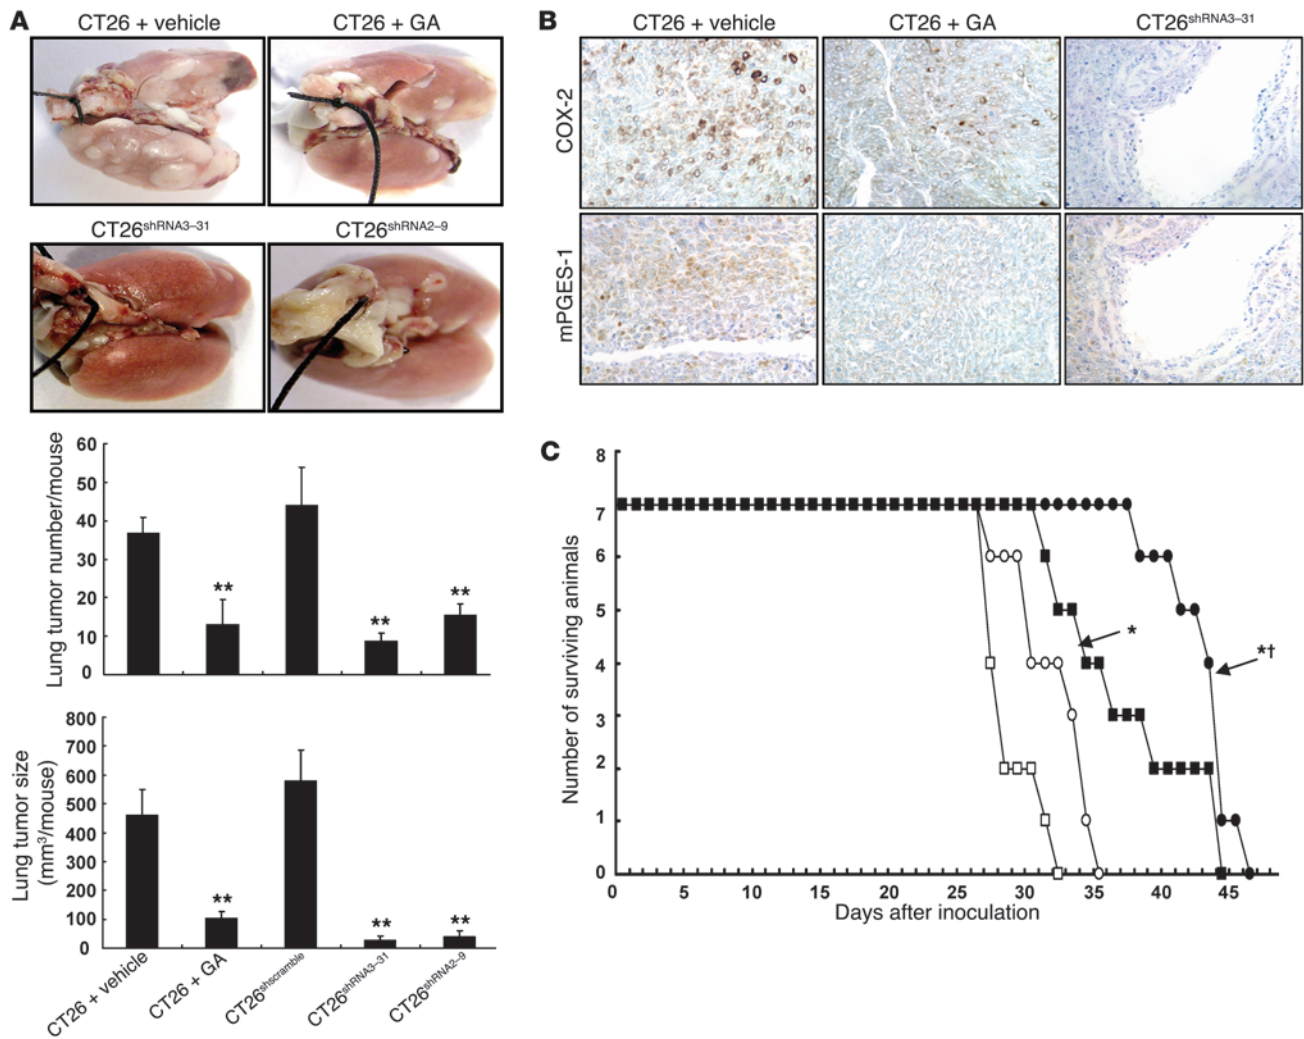 A
CT26 + vehicle
CT26 + GA
CT26shRNA3–31
CT26shRNA2–9
60
50
40
30
20
10
0
Lung tumor number/mouse
**
**
**
800
700
600
500
400
300
200
100
0
Lung tumor size
(mm3/mouse)
**
**
**
CT26 + vehicle
CT26 + GA
CT26shscramble
CT26shRNA3–31
CT26shRNA2–9
B
CT26 + vehicle
CT26 + GA
CT26shRNA3–31
COX-2
mPGES-1
C
8
7
6
5
4
3
2
1
0
Number of surviving animals
*
*†
0 5 10 15 20 25 30 35 40 45
Days after inoculation